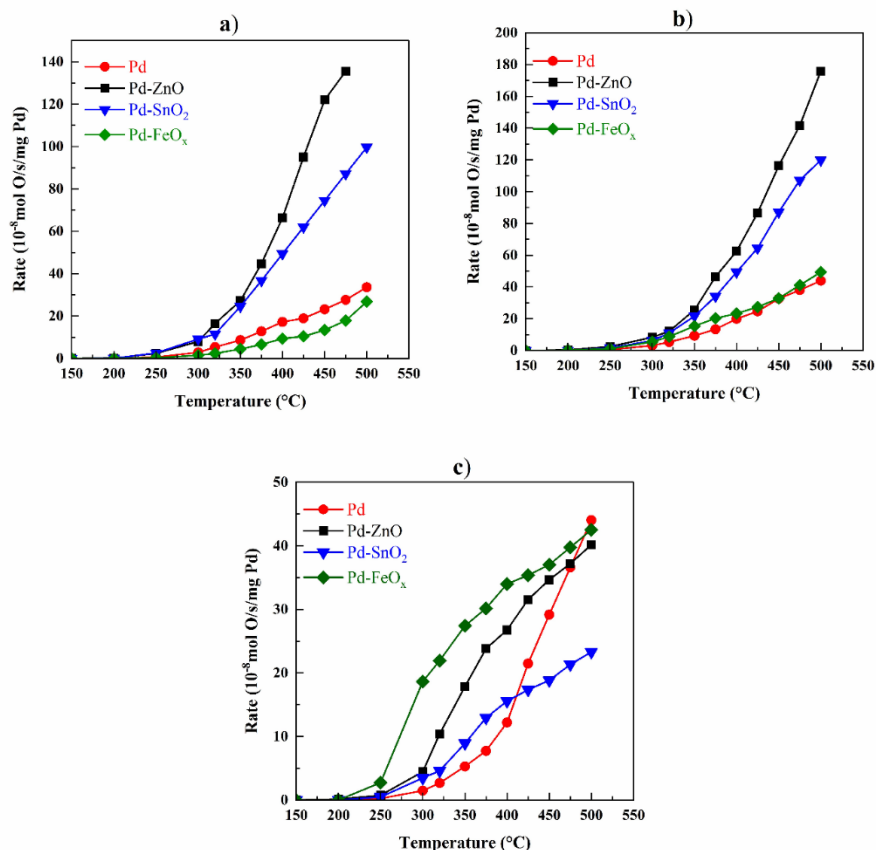 a)
140
120
100
80
60
40
20
0
Pd
Pd-ZnO
Pd-SnO₂
Pd-FeOₓ
Rate (10⁻⁸mol O/s/mg Pd)
150 200 250 300 350 400 450 500 550
Temperature (°C)
b)
200
180
160
140
120
100
80
60
40
20
0
Pd
Pd-ZnO
Pd-SnO₂
Pd-FeOₓ
Rate (10⁻⁸mol O/s/mg Pd)
150 200 250 300 350 400 450 500 550
Temperature (°C)
c)
50
40
30
20
10
0
Pd
Pd-ZnO
Pd-SnO₂
Pd-FeOₓ
Rate (10⁻⁸mol O/s/mg Pd)
150 200 250 300 350 400 450 500 550
Temperature (°C)